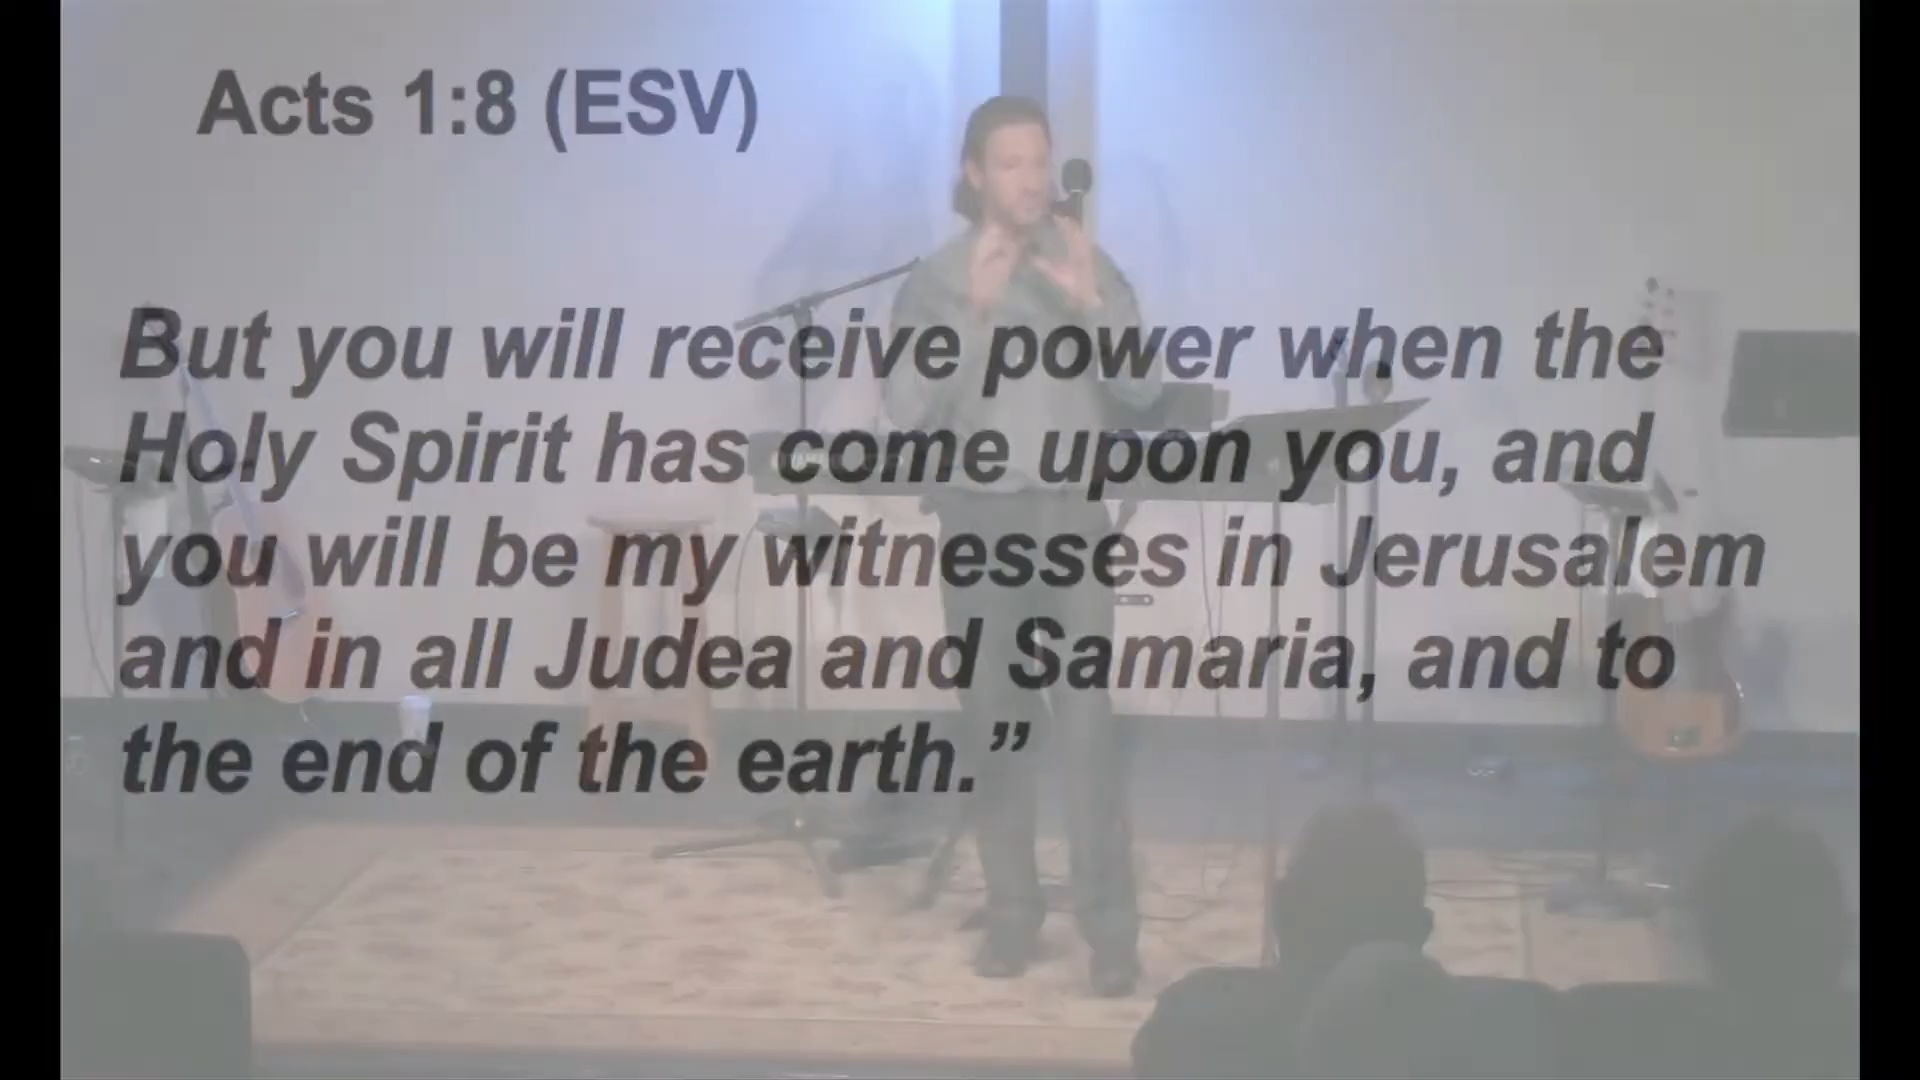 Acts 1:8 (ESV)
But you will receive power when the
Holy Spirit has come upon you, and
you will be my witnesses in Jerusalem
and in all Judea and Samaria, and to
the end of the earth.”